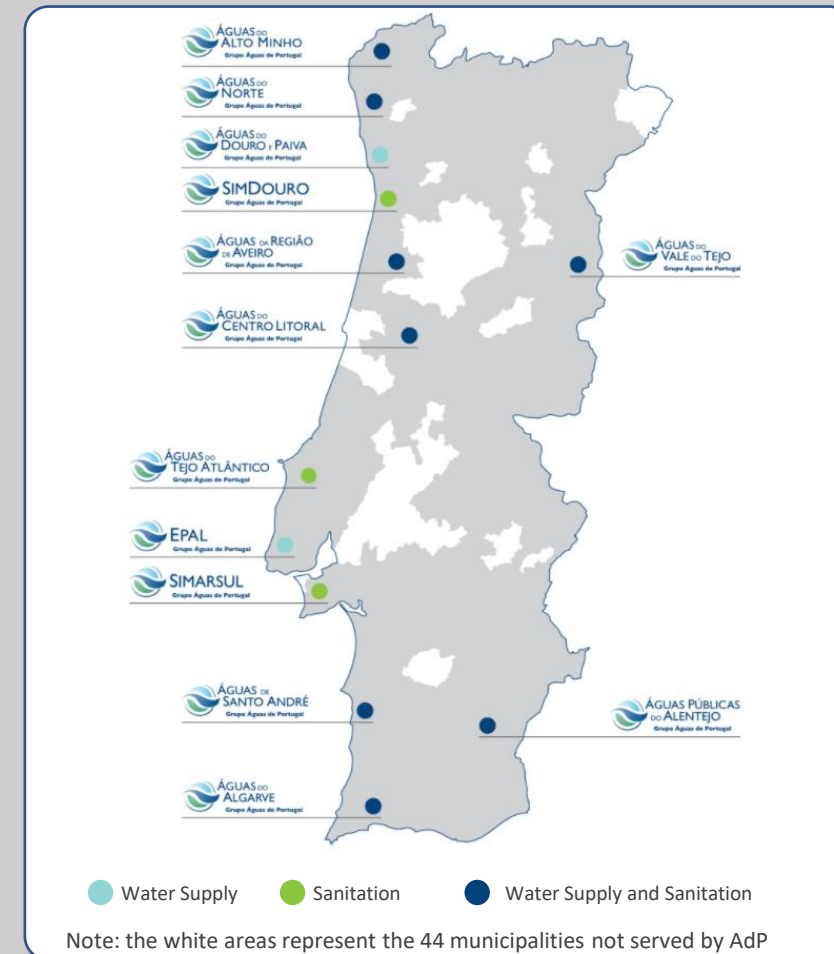 ÁGUAS DO
ALTO MINHO
Grupo Águas de Portugal
ÁGUAS DO
NORTE
Grupo Águas de Portugal
ÁGUAS DO
DOURO E PAIVA
Grupo Águas de Portugal
SIMDOURO
Grupo Águas de Portugal
ÁGUAS DA REGIÃO
DE AVEIRO
Grupo Águas de Portugal
ÁGUAS DO
VALE DO TEJO
Grupo Águas de Portugal
ÁGUAS DO
CENTRO LITORAL
Grupo Águas de Portugal
ÁGUAS DO
TEJO ATLÂNTICO
Grupo Águas de Portugal
EPAL
Grupo Águas de Portugal
SIMARSUL
Grupo Águas de Portugal
ÁGUAS DE
SANTO ANDRÉ
Grupo Águas de Portugal
ÁGUAS PÚBLICAS
DO ALENTEJO
Grupo Águas de Portugal
ÁGUAS DO
ALGARVE
Grupo Águas de Portugal
Water Supply Sanitation Water Supply and Sanitation
Note: the white areas represent the 44 municipalities not served by AdP